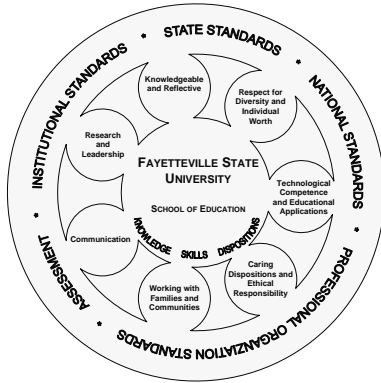 STATE STANDARDS
NATIONAL STANDARDS
PROFESSIONAL ORGANZIATION STANDARDS
ASSESSMENT
INSTITUTIONAL STANDARDS
Knowledgeable
and Reflective
Respect for
Diversity and
Individual
Worth
Technological
Competence
and Educational
Applications
Caring
Dispositions and
Ethical
Responsibility
Working with
Families and
Communities
Communication
Research
and
Leadership
FAYETTEVILLE STATE
UNIVERSITY
SCHOOL OF EDUCATION
KNOWLEDGE SKILLS DISPOSITIONS